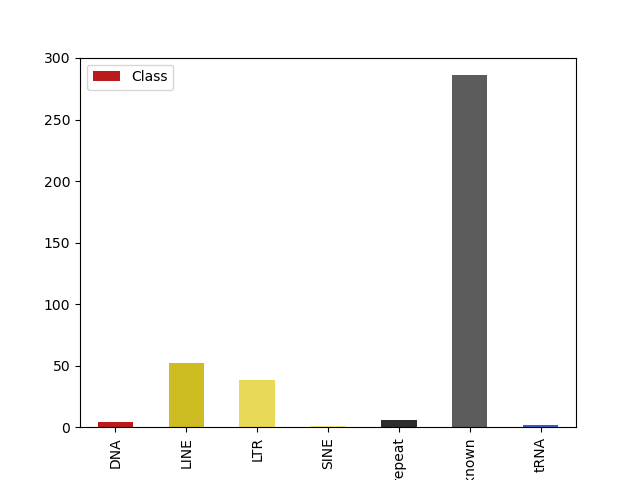 Class
300
250
200
150
100
50
0
DNA
LINE
LTR
SINE
repeat
known
tRNA